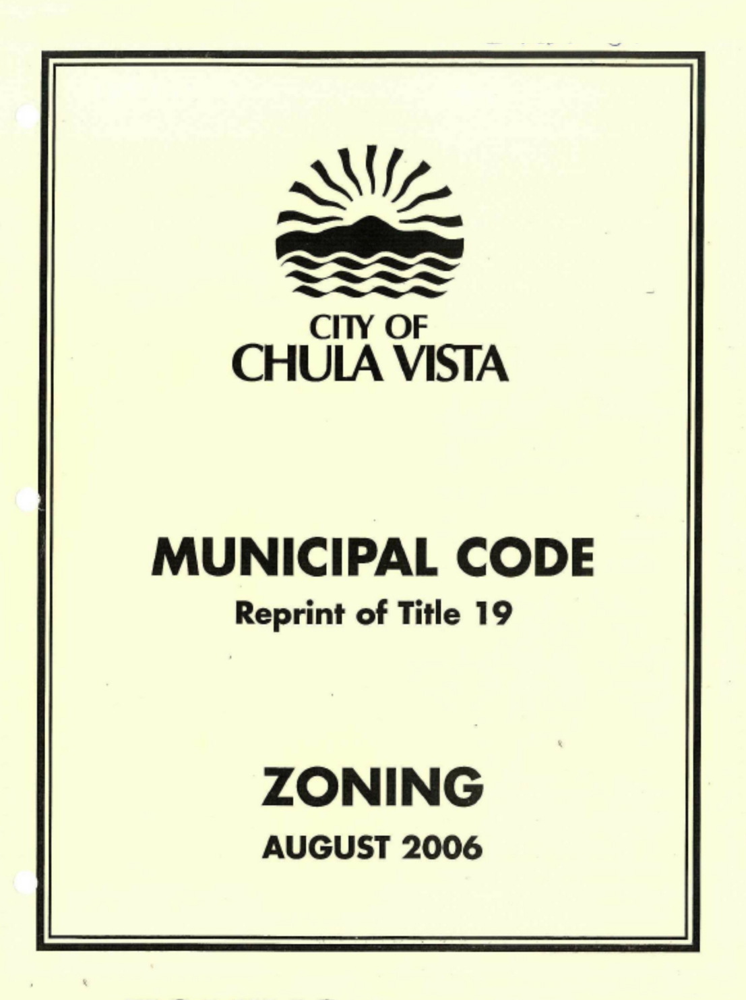 CITY OF
CHULA VISTA
MUNICIPAL CODE
Reprint of Title 19
ZONING
AUGUST 2006